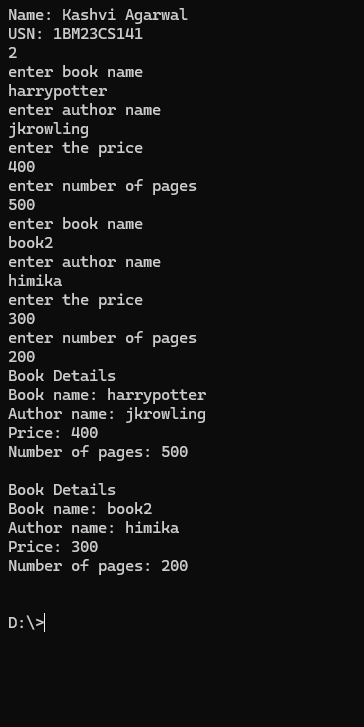 Name: Kashvi Agarwal
USN: 1BM23CS141
2
enter book name
harrypotter
enter author name
jkrowling
enter the price
400
enter number of pages
500
enter book name
book2
enter author name
himika
enter the price
300
enter number of pages
200
Book Details
Book name: harrypotter
Author name: jkrowling
Price: 400
Number of pages: 500
Book Details
Book name: book2
Author name: himika
Price: 300
Number of pages: 200
D:\>